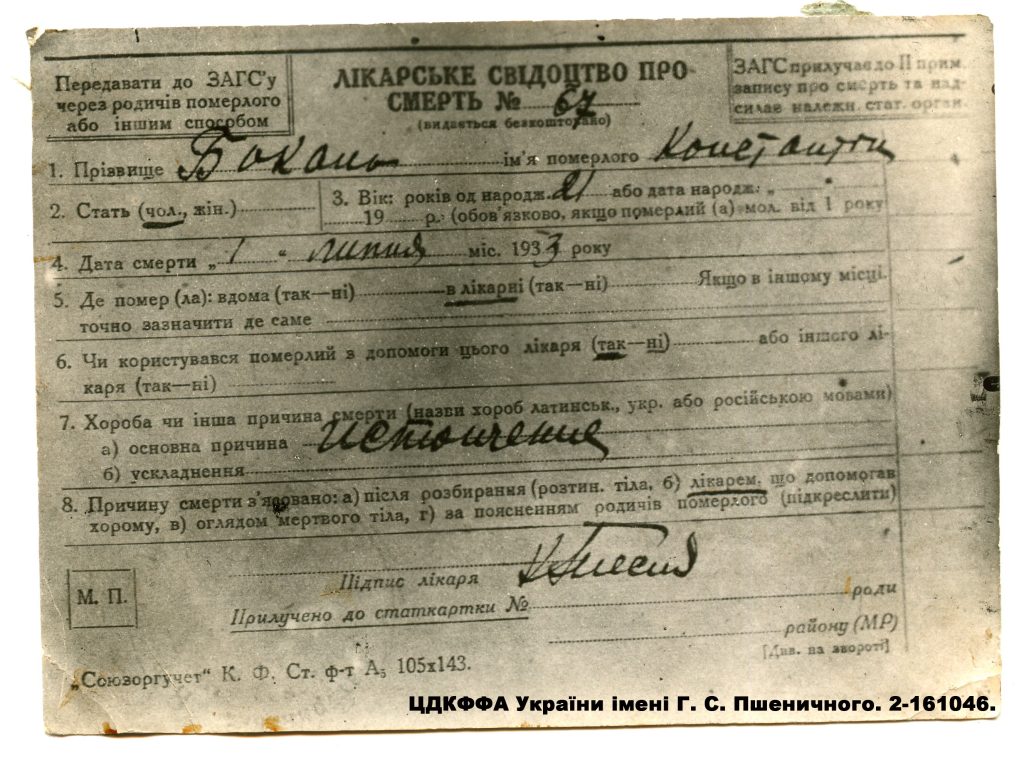 Передавати до ЗАГС'у
через родичів померлого
або іншим способом
ЛІКАРСЬКЕ СВІДОЦТВО ПРО
СМЕРТЬ № 67
(видається безкоштовно)
ЗАГС прилучає до II прим.
запису про смерть та над-
силає належн. стат. орган.
1. Прізвище Бокань ім'я померлого Константин
2. Стать (чол., жін.)
3. Вік: років од народж. 21 або дата народж. „
19 р. (обов'язково, якщо померлий (а) мол. від 1 року
4. Дата смерти „ 1 “ липня міс. 1933 року
5. Де помер (ла): вдома (так—ні) в лікарні (так—ні) Якщо в іншому місці.
точно зазначити де саме
6. Чи користувався померлий з допомоги цього лікаря (так—ні) або іншого лі-
каря (так—ні)
7. Хороба чи інша причина смерти (назви хороб латинськ., укр. або російською мовами)
а) основна причина Истощение
б) ускладнення
8. Причину смерти з'ясовано: а) після розбирання (розтин. тіла, б) лікарем, що допомагав
хорому, в) оглядом мертвого тіла, г) за поясненням родичів померлого (підкреслити)
М. П.
Підпис лікаря
Прилучено до статкартки № ради
району (МР)
[Див. на звороті]
„Союзоргучет“ К. Ф. Ст. ф-т А₅ 105х143.
ЦДКФФА України імені Г. С. Пшеничного. 2-161046.